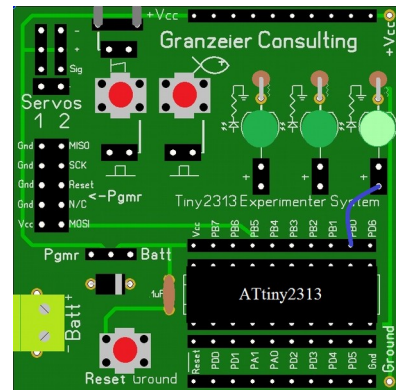 +Vcc
Granzeier Consulting
+Vcc
-
+
Sig
Servos
1 2
Gnd MISO
Gnd SCK
Gnd Reset
Gnd N/C
Vcc MOSI
<-Pgmr
+ + +
Tiny2313 Experimenter System
Vcc PB7 PB6 PB5 PB4 PB3 PB2 PB1 PB0 PD6
Pgmr Batt
ATtiny2313
1uF
+
Batt
-
Reset Ground
Reset PD0 PD1 PA1 PA0 PD2 PD3 PD4 PD5 Gnd
Ground